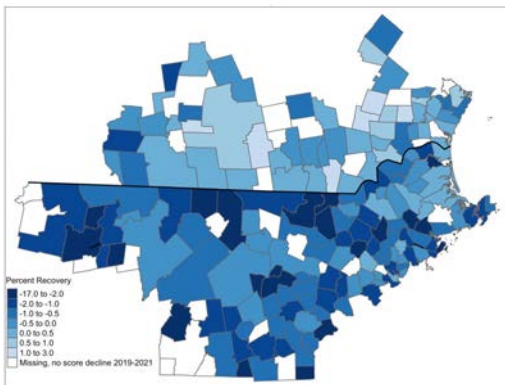 Percent Recovery
-17.0 to -2.0
-2.0 to -1.0
-1.0 to -0.5
-0.5 to 0.0
0.0 to 0.5
0.5 to 1.0
1.0 to 3.0
Missing, no score decline 2019-2021